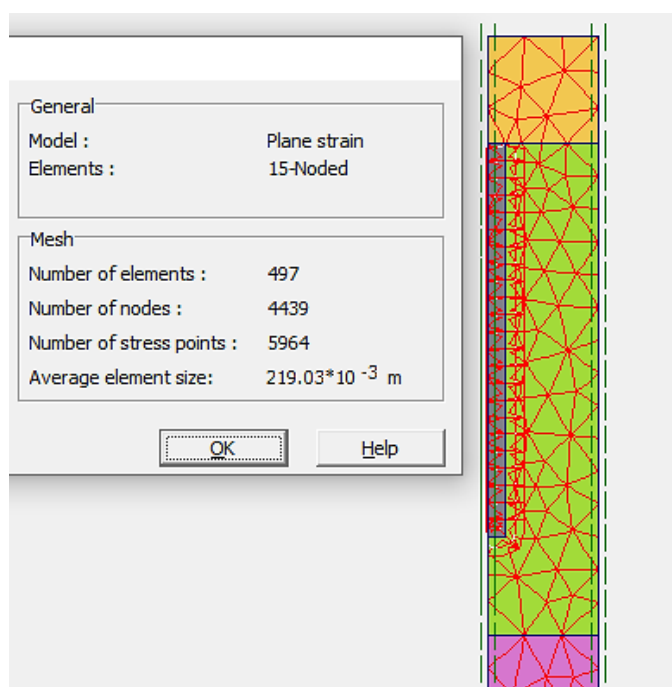 General
Model : Plane strain
Elements : 15-Noded
Mesh
Number of elements : 497
Number of nodes : 4439
Number of stress points : 5964
Average element size: 219.03*10 -3 m
OK Help